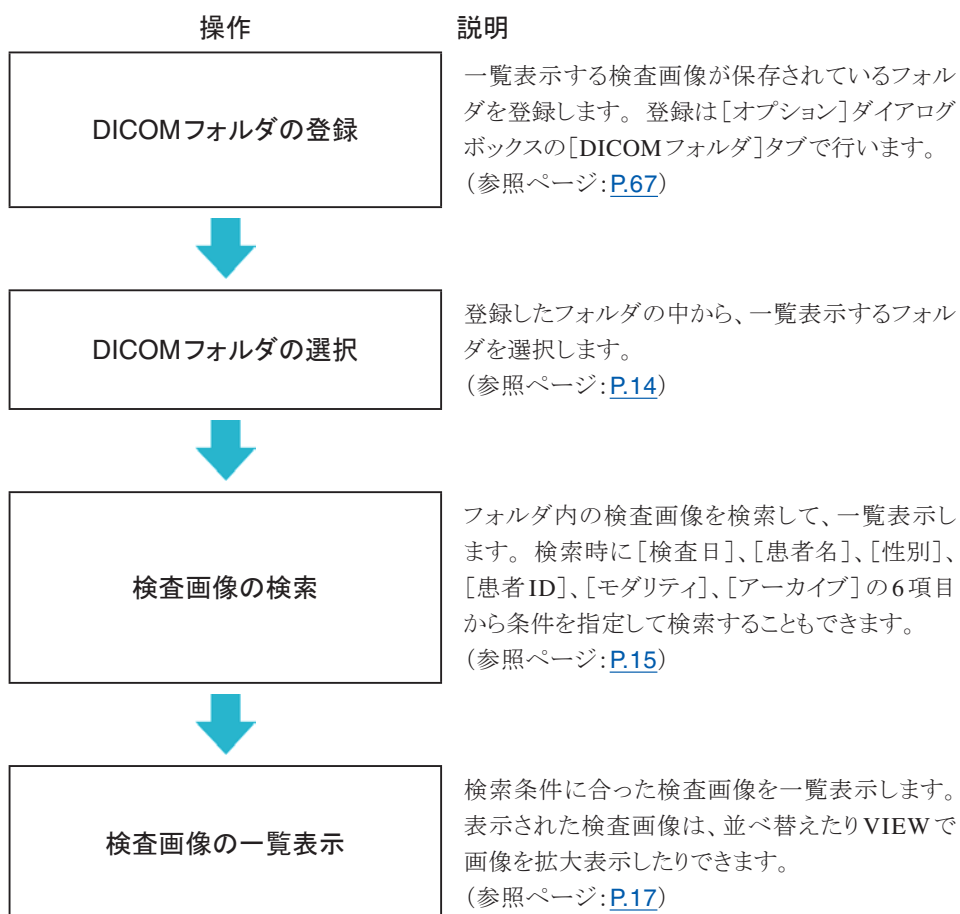 操作 説明
DICOMフォルダの登録
一覧表示する検査画像が保存されているフォル
ダを登録します。登録は[オプション]ダイアログ
ボックスの[DICOMフォルダ]タブで行います。
(参照ページ:P.67)
DICOMフォルダの選択
登録したフォルダの中から、一覧表示するフォル
ダを選択します。
(参照ページ:P.14)
検査画像の検索
フォルダ内の検査画像を検索して、一覧表示し
ます。検索時に[検査日]、[患者名]、[性別]、
[患者ID]、[モダリティ]、[アーカイブ]の6項目
から条件を指定して検索することもできます。
(参照ページ:P.15)
検査画像の一覧表示
検索条件に合った検査画像を一覧表示します。
表示された検査画像は、並べ替えたりVIEWで
画像を拡大表示したりできます。
(参照ページ:P.17)